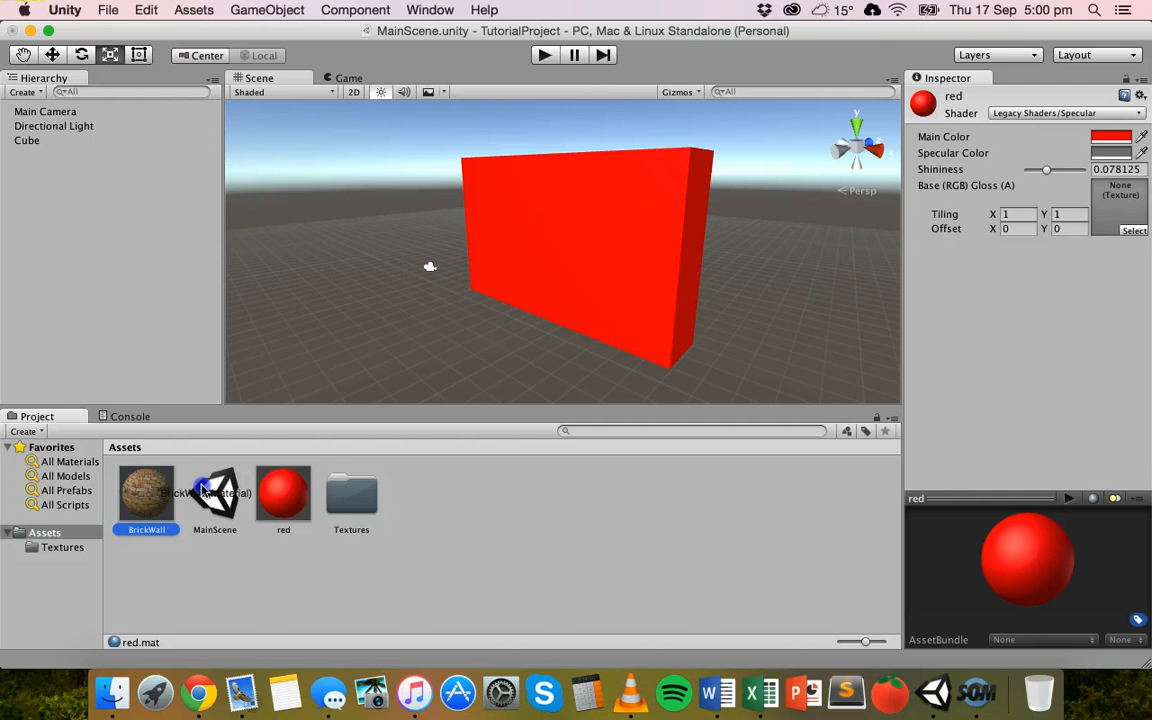 Unity File Edit Assets GameObject Component Window Help 15° Thu 17 Sep 5:00 pm
MainScene.unity - TutorialProject - PC, Mac & Linux Standalone (Personal)
Center Local Layers Layout
Hierarchy Scene Game Inspector
Create All Shaded 2D Gizmos All red
Shader Legacy Shaders/Specular
Main Camera
Directional Light
Cube
Main Color
Specular Color
Shininess 0.078125
Base (RGB) Gloss (A) None
(Texture)
Tiling X 1 Y 1
Offset X 0 Y 0 Select
y
x
Persp
Project Console
Create
Favorites Assets
All Materials
All Models
All Prefabs
All Scripts
BrickWall MainScene red Textures
Assets
Textures
red
red.mat
AssetBundle None None
SOM